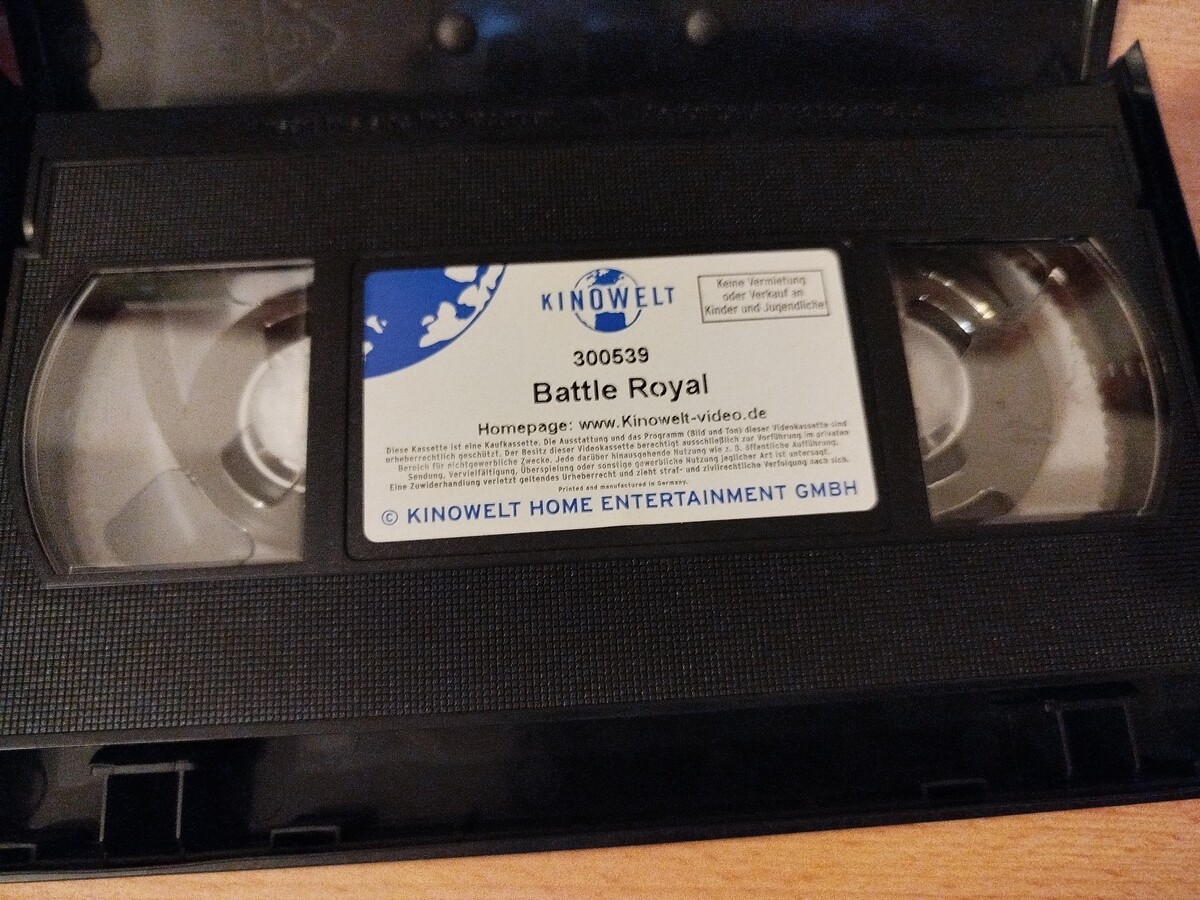 KINOWELT
Keine Vermietung
oder Verkauf an
Kinder und Jugendliche
300539
Battle Royal
Homepage: www.Kinowelt-video.de
Diese Kassette ist eine Kaufkassette. Die Ausstattung und das Programm (Bild und Ton) dieser Videokassette sind
urheberrechtlich geschützt. Der Besitz dieser Videokassette berechtigt ausschließlich zur Vorführung im privaten
Bereich für nichtgewerbliche Zwecke. Jede darüber hinausgehende Nutzung wie z. B. öffentliche Aufführung,
Sendung, Vervielfältigung, Überspielung oder sonstige gewerbliche Nutzung jeglicher Art ist untersagt.
Eine Zuwiderhandlung verletzt geltendes Urheberrecht und zieht straf- und zivilrechtliche Verfolgung nach sich.
Printed and manufactured in Germany.
© KINOWELT HOME ENTERTAINMENT GMBH